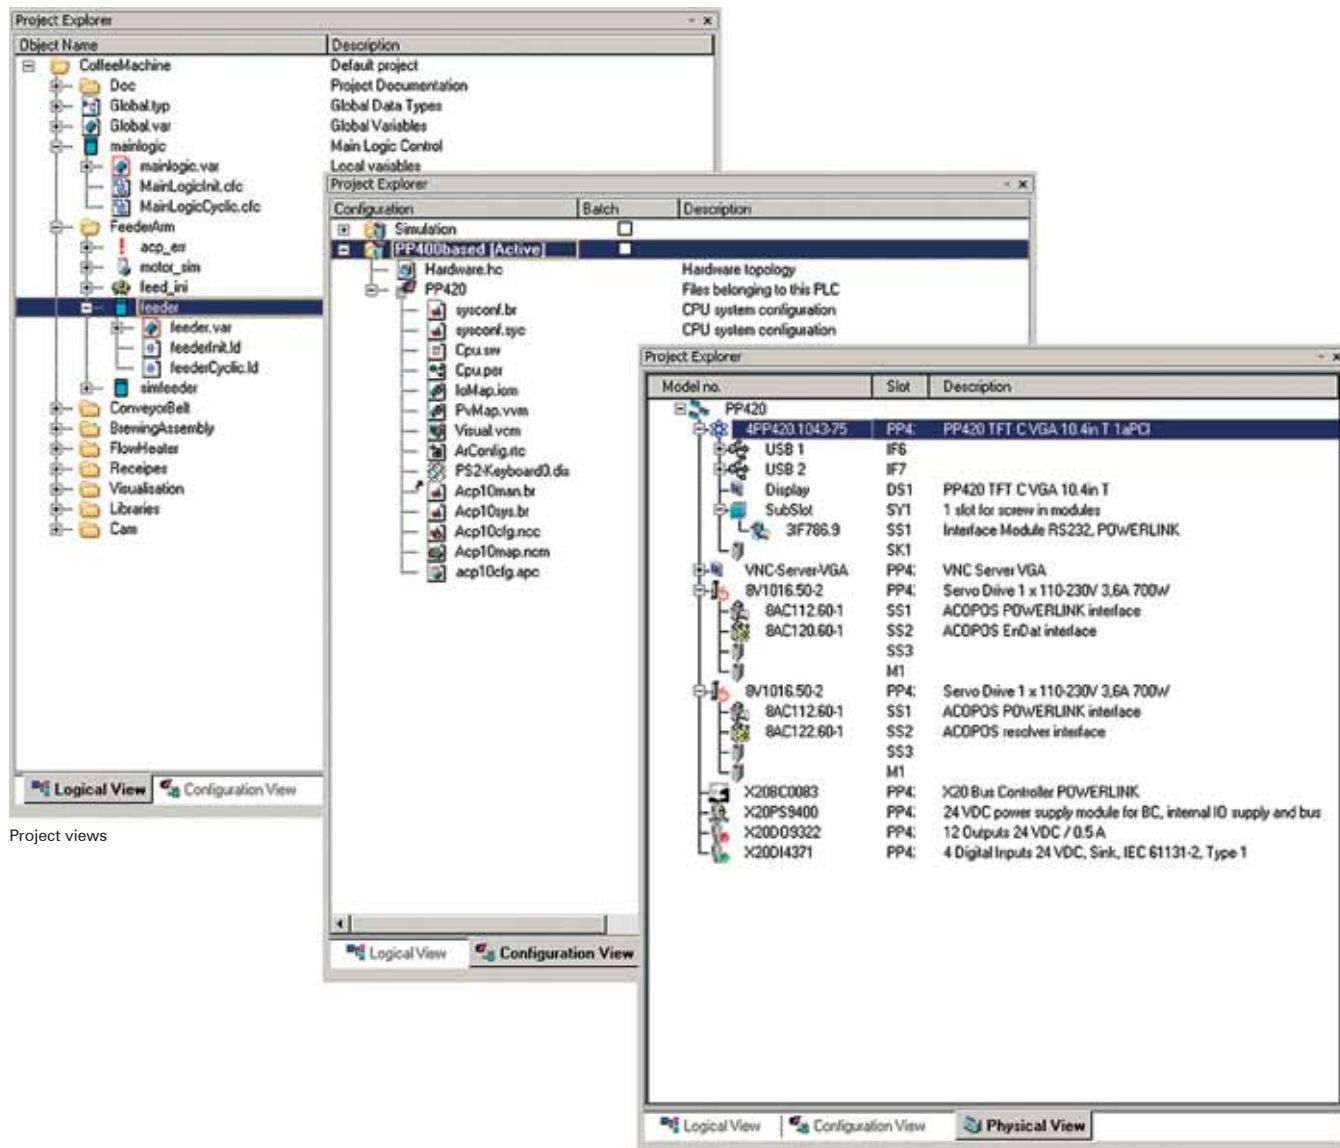 Project Explorer
Object Name Description
CoffeeMachine Default project
Doc Project Documentation
Global.typ Global Data Types
Global.var Global Variables
mainlogic Main Logic Control
mainlogic.var Local variables
MainLogicInit.cfc
MainLogicCyclic.cfc
FeederArm
acp_err
motor_sim
feed_ini
feeder
feeder.var
feederInit.ld
feederCyclic.ld
simfeeder
ConveyorBelt
BrewingAssembly
FlowHeater
Receipes
Visualisation
Libraries
Cam
Logical View Configuration View
Project views
Project Explorer
Configuration Batch Description
Simulation
PP400based [Active]
Hardware.hc Hardware topology
PP420 Files belonging to this PLC
sysconf.br CPU system configuration
sysconf.syc CPU system configuration
Cpu.sw
Cpu.per
IoMap.iom
PvMap.vvm
Visual.vcm
ArConfig.rtc
PS2-Keyboard0.dis
Acp10man.br
Acp10sys.br
Acp10cfg.ncc
Acp10map.ncm
acp10cfg.apc
Logical View Configuration View
Project Explorer
Model no. Slot Description
PP420
4PP420.1043-75 PP4: PP420 TFT C VGA 10.4in T 1aPCI
USB 1 IF6
USB 2 IF7
Display DS1 PP420 TFT C VGA 10.4in T
SubSlot SY1 1 slot for screw in modules
3IF786.9 SS1 Interface Module RS232, POWERLINK
SK1
VNC-Server-VGA PP4: VNC Server VGA
8V1016.50-2 PP4: Servo Drive 1 x 110-230V 3,6A 700W
8AC112.60-1 SS1 ACOPOS POWERLINK interface
8AC120.60-1 SS2 ACOPOS EnDat interface
SS3
M1
8V1016.50-2 PP4: Servo Drive 1 x 110-230V 3,6A 700W
8AC112.60-1 SS1 ACOPOS POWERLINK interface
8AC122.60-1 SS2 ACOPOS resolver interface
SS3
M1
X20BC0083 PP4: X20 Bus Controller POWERLINK
X20PS9400 PP4: 24 VDC power supply module for BC, internal IO supply and bus
X20DO9322 PP4: 12 Outputs 24 VDC / 0.5 A
X20DI4371 PP4: 4 Digital Inputs 24 VDC, Sink, IEC 61131-2, Type 1
Logical View Configuration View Physical View